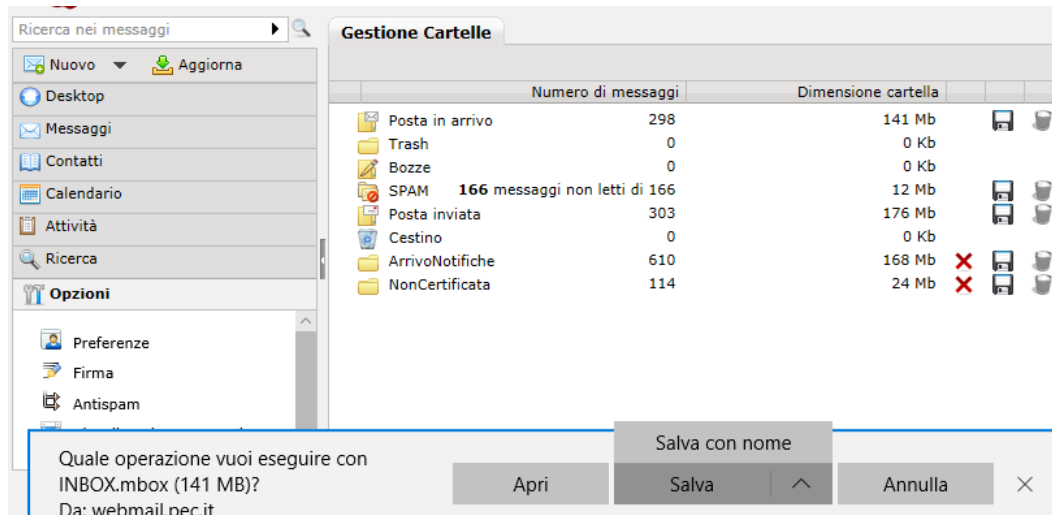 Ricerca nei messaggi
Gestione Cartelle
Nuovo
Aggiorna
Desktop
Messaggi
Contatti
Calendario
Attività
Ricerca
Opzioni
Preferenze
Firma
Antispam
Numero di messaggi Dimensione cartella
Posta in arrivo 298 141 Mb
Trash 0 0 Kb
Bozze 0 0 Kb
SPAM 166 messaggi non letti di 166 12 Mb
Posta inviata 303 176 Mb
Cestino 0 0 Kb
ArrivoNotifiche 610 168 Mb
NonCertificata 114 24 Mb
Quale operazione vuoi eseguire con
INBOX.mbox (141 MB)?
Da: webmail.pec.it
Apri
Salva con nome
Salva
Annulla